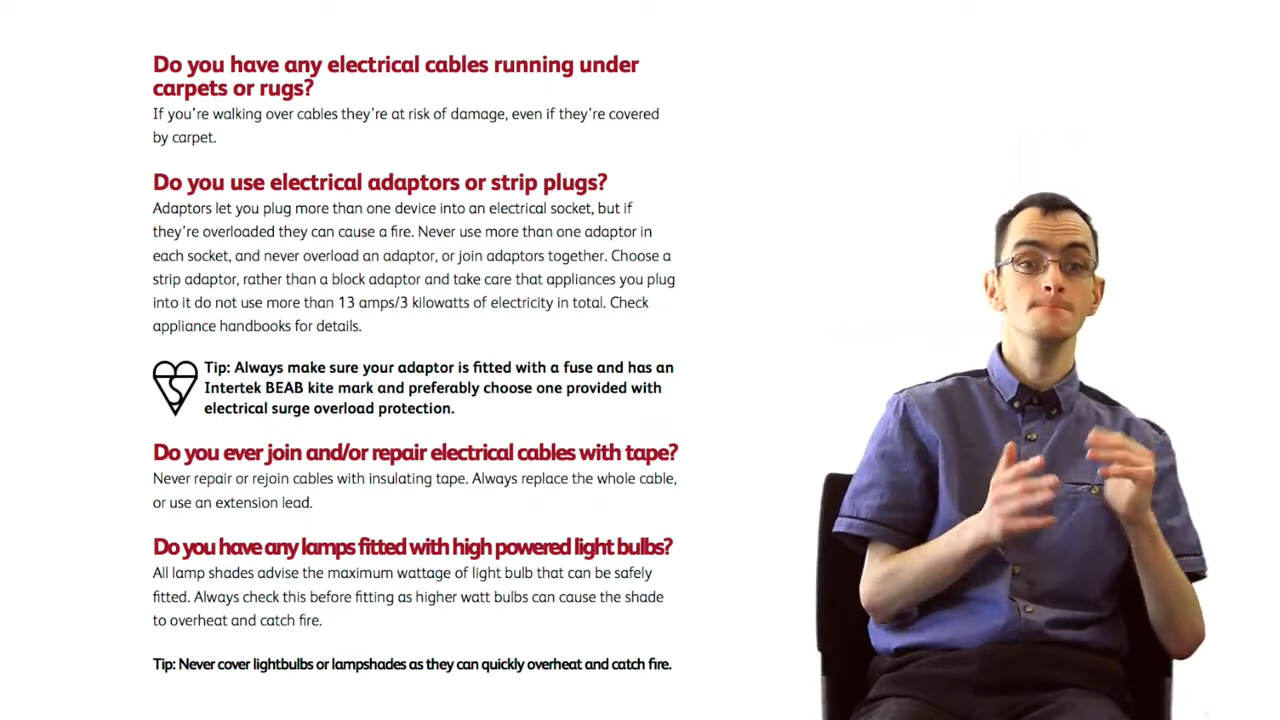 Do you have any electrical cables running under
carpets or rugs?
If you're walking over cables they're at risk of damage, even if they're covered
by carpet.
Do you use electrical adaptors or strip plugs?
Adaptors let you plug more than one device into an electrical socket, but if
they're overloaded they can cause a fire. Never use more than one adaptor in
each socket, and never overload an adaptor, or join adaptors together. Choose a
strip adaptor, rather than a block adaptor and take care that appliances you plug
into it do not use more than 13 amps/3 kilowatts of electricity in total. Check
appliance handbooks for details.
Tip: Always make sure your adaptor is fitted with a fuse and has an
Intertek BEAB kite mark and preferably choose one provided with
electrical surge overload protection.
Do you ever join and/or repair electrical cables with tape?
Never repair or rejoin cables with insulating tape. Always replace the whole cable,
or use an extension lead.
Do you have any lamps fitted with high powered light bulbs?
All lamp shades advise the maximum wattage of light bulb that can be safely
fitted. Always check this before fitting as higher watt bulbs can cause the shade
to overheat and catch fire.
Tip: Never cover lightbulbs or lampshades as they can quickly overheat and catch fire.